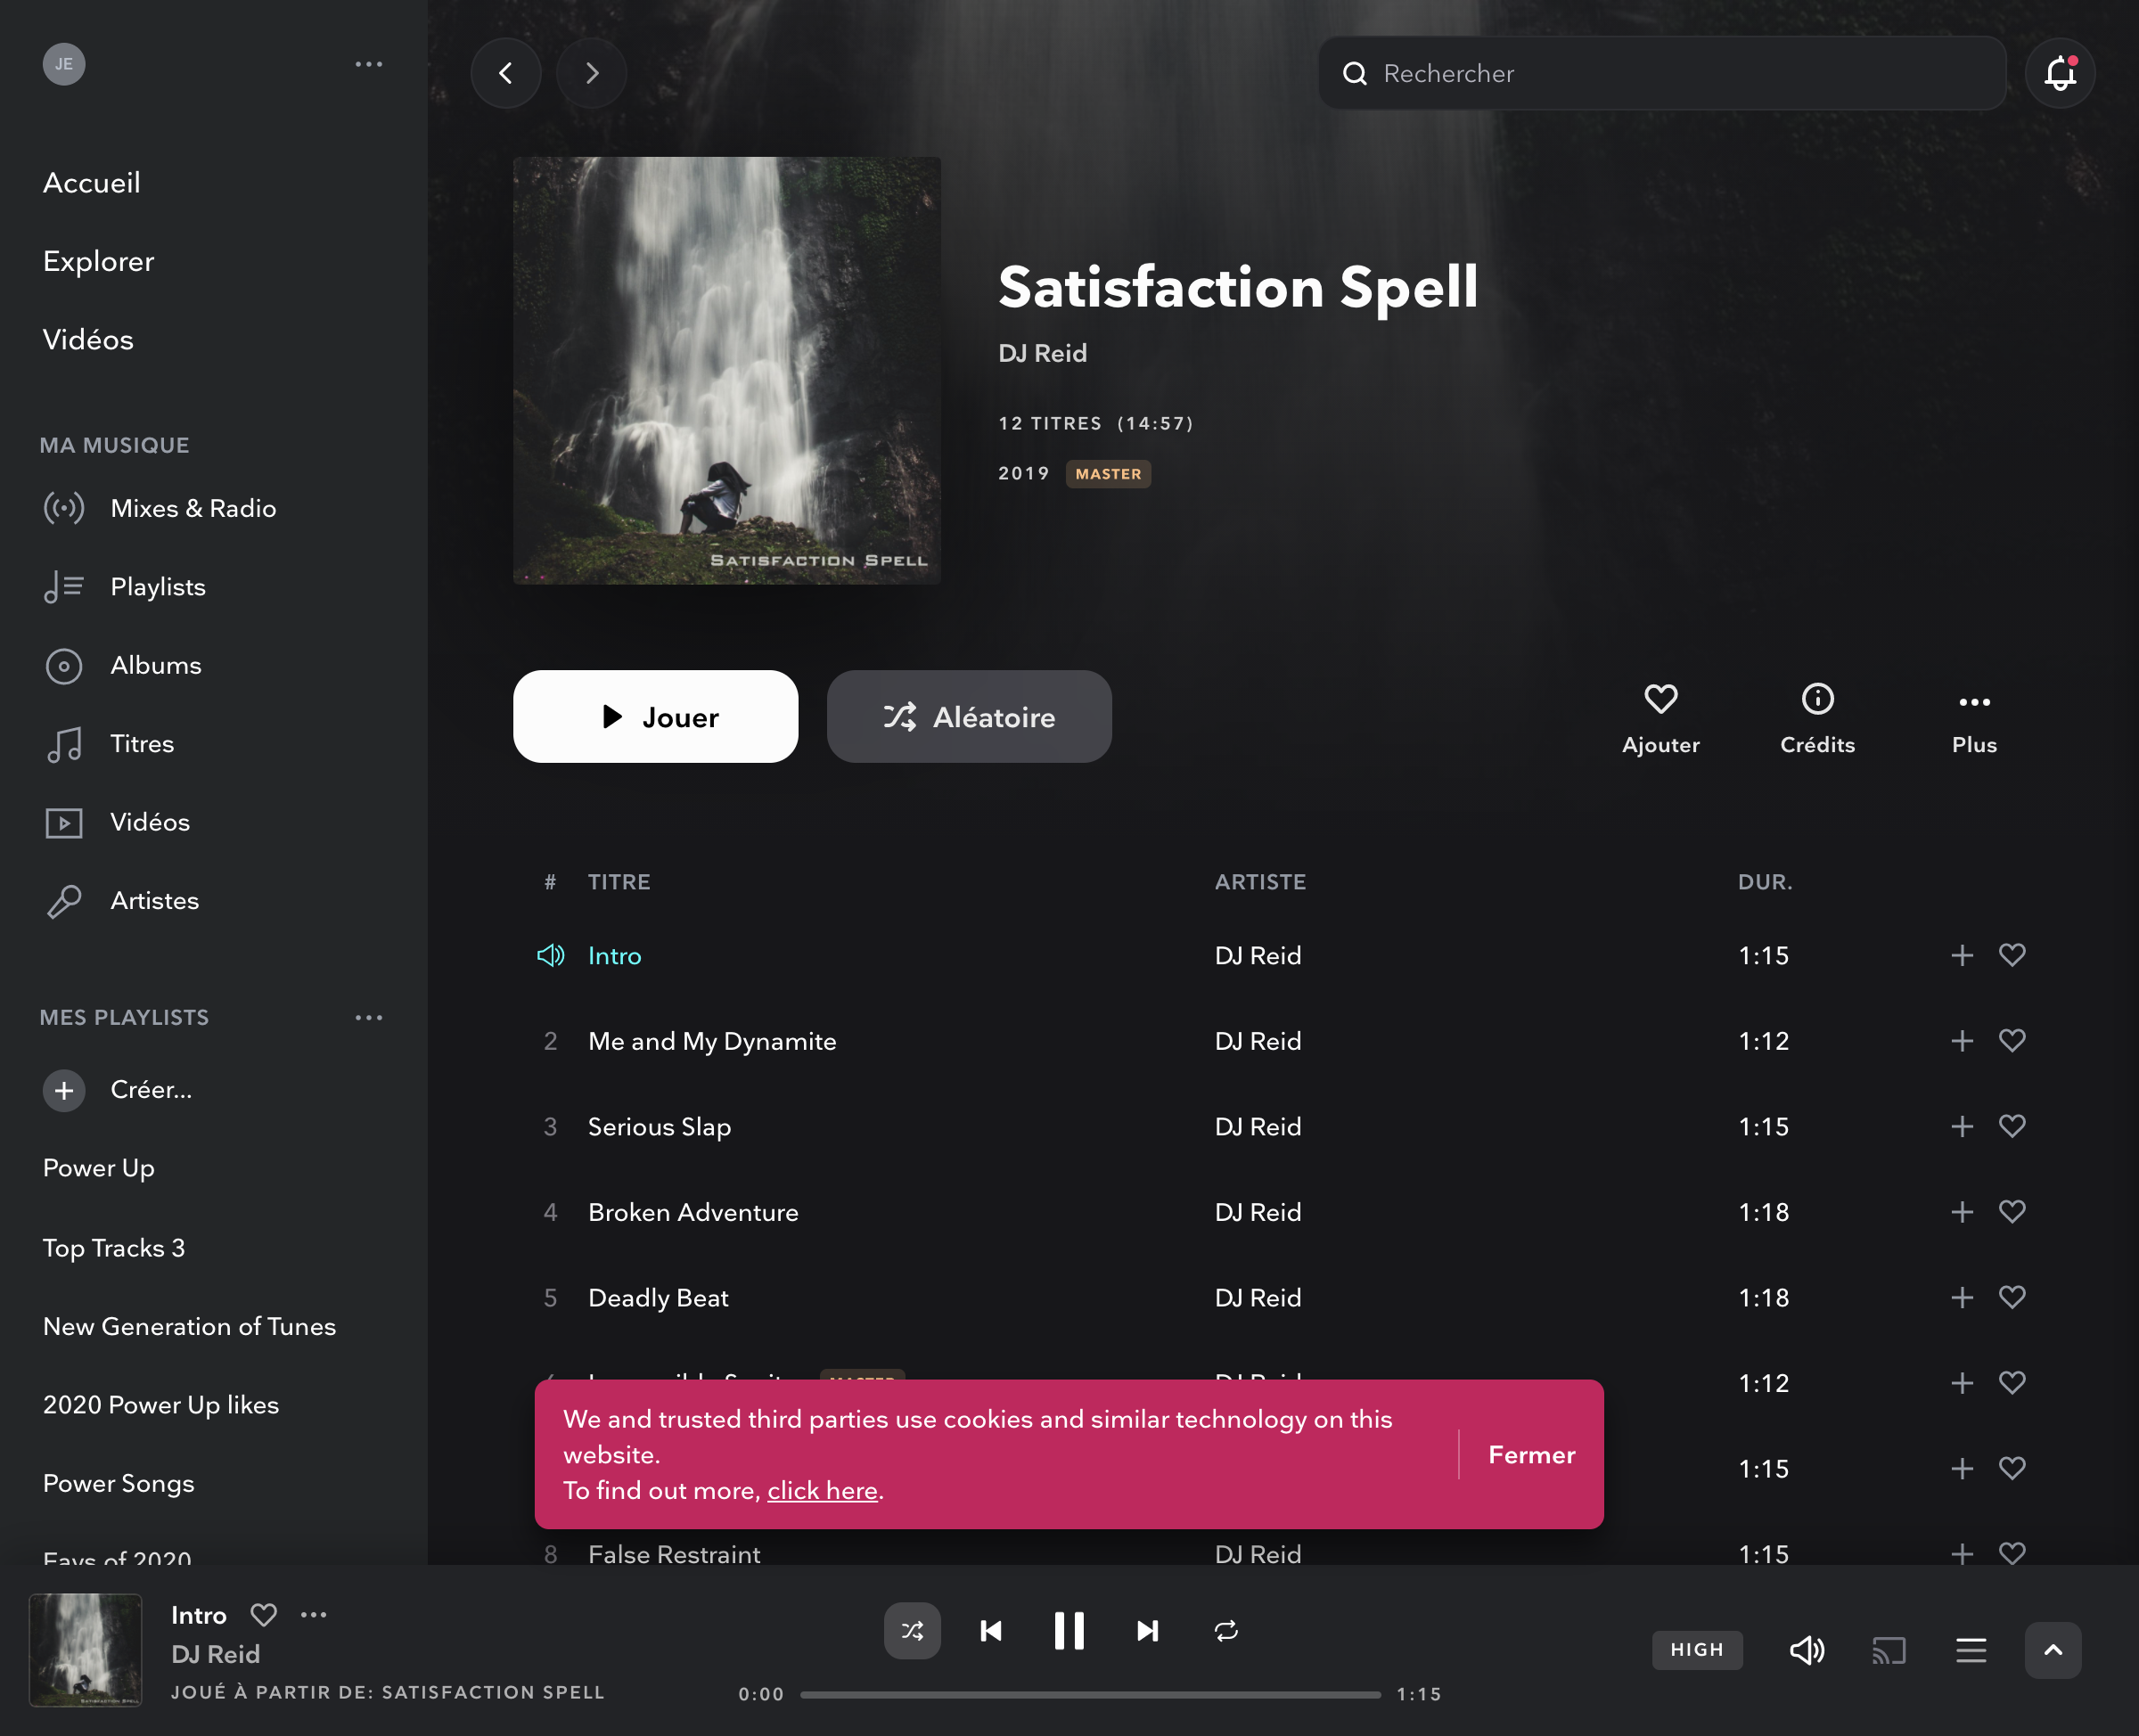 JE
Accueil
Explorer
Vidéos
MA MUSIQUE
Mixes & Radio
Playlists
Albums
Titres
Vidéos
Artistes
MES PLAYLISTS
Créer...
Power Up
Top Tracks 3
New Generation of Tunes
2020 Power Up likes
Power Songs
Favs of 2020
Rechercher
SATISFACTION SPELL
Satisfaction Spell
DJ Reid
12 TITRES (14:57)
2019 MASTER
Jouer
Aléatoire
Ajouter
Crédits
Plus
# TITRE ARTISTE DUR.
Intro DJ Reid 1:15
2 Me and My Dynamite DJ Reid 1:12
3 Serious Slap DJ Reid 1:15
4 Broken Adventure DJ Reid 1:18
5 Deadly Beat DJ Reid 1:18
MASTER DJ Reid 1:12
1:15
We and trusted third parties use cookies and similar technology on this
website.
To find out more, click here.
Fermer
8 False Restraint DJ Reid 1:15
SATISFACTION SPELL
Intro
DJ Reid
JOUÉ À PARTIR DE: SATISFACTION SPELL
0:00
1:15
HIGH